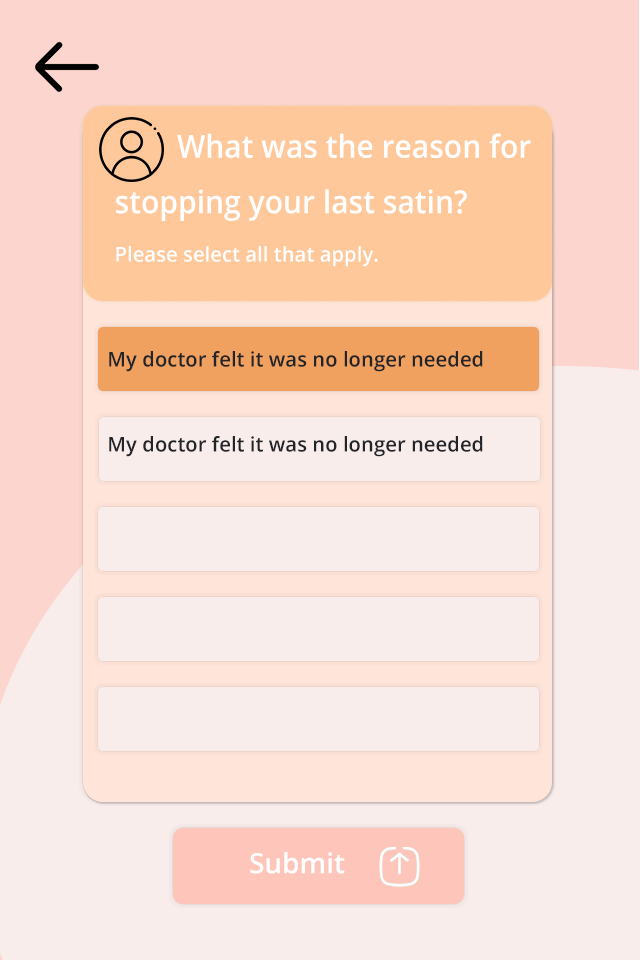 What was the reason for
stopping your last satin?
Please select all that apply.
My doctor felt it was no longer needed
My doctor felt it was no longer needed
Submit